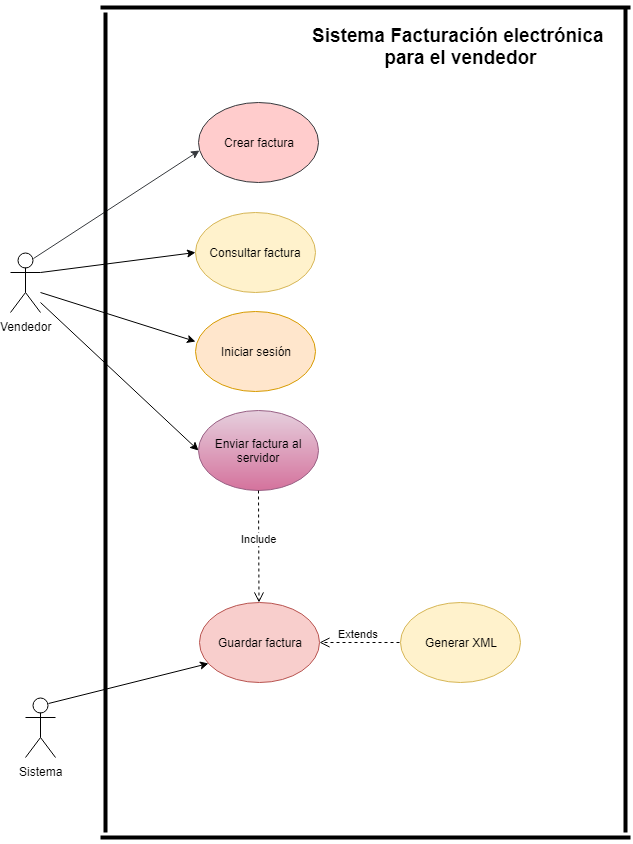 Sistema Facturación electrónica
para el vendedor
Crear factura
Consultar factura
Vendedor
Iniciar sesión
Enviar factura al
servidor
Include
Extends
Guardar factura
Generar XML
Sistema